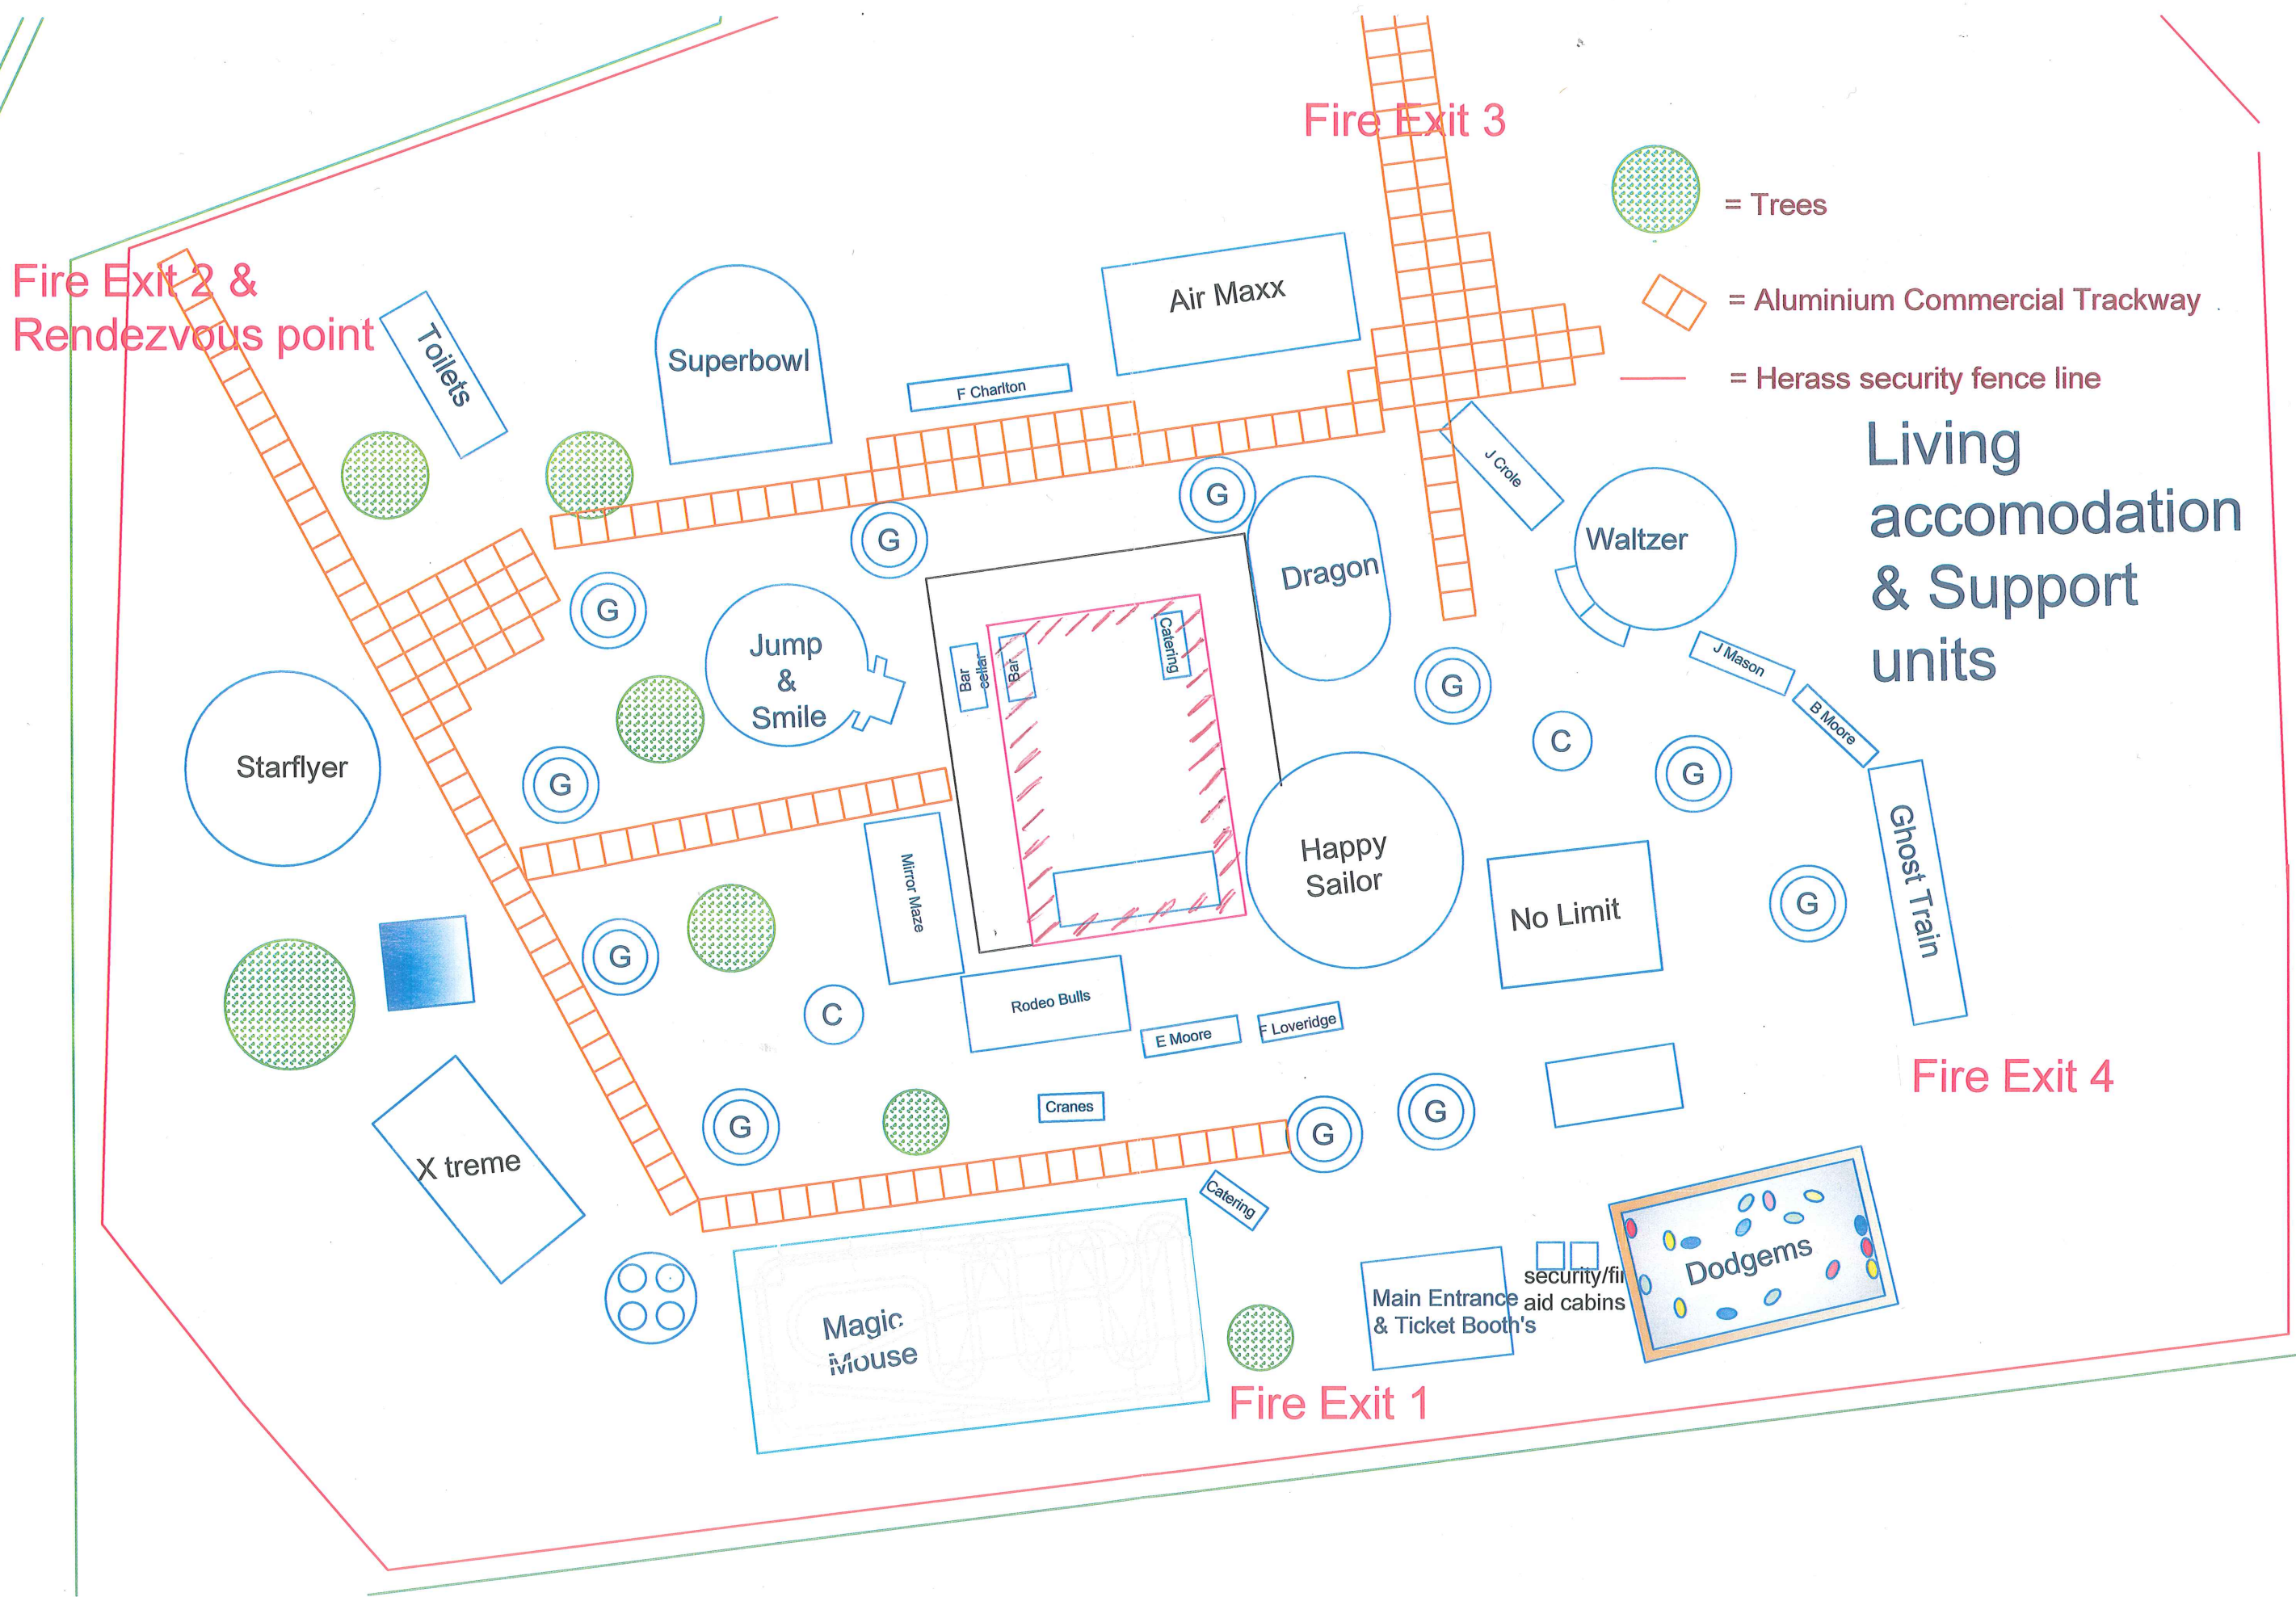 Fire Exit 3
= Trees
Fire Exit 2 &
Rendezvous point
= Aluminium Commercial Trackway
= Herass security fence line
Toilets
Superbowl
Air Maxx
F Charlton
Living
accomodation
& Support
units
J Crole
Waltzer
G
G
G
Dragon
Jump
&
Smile
Bar
cellar
Bar
Catering
G
J Mason
B Moore
C
G
Starflyer
G
Happy
Sailor
Mirror Maze
No Limit
G
Ghost Train
G
C
Rodeo Bulls
E Moore
F Loveridge
Fire Exit 4
Cranes
G
G
G
X treme
Catering
Magic
Mouse
Main Entrance
& Ticket Booth's
security/fir
aid cabins
Dodgems
Fire Exit 1